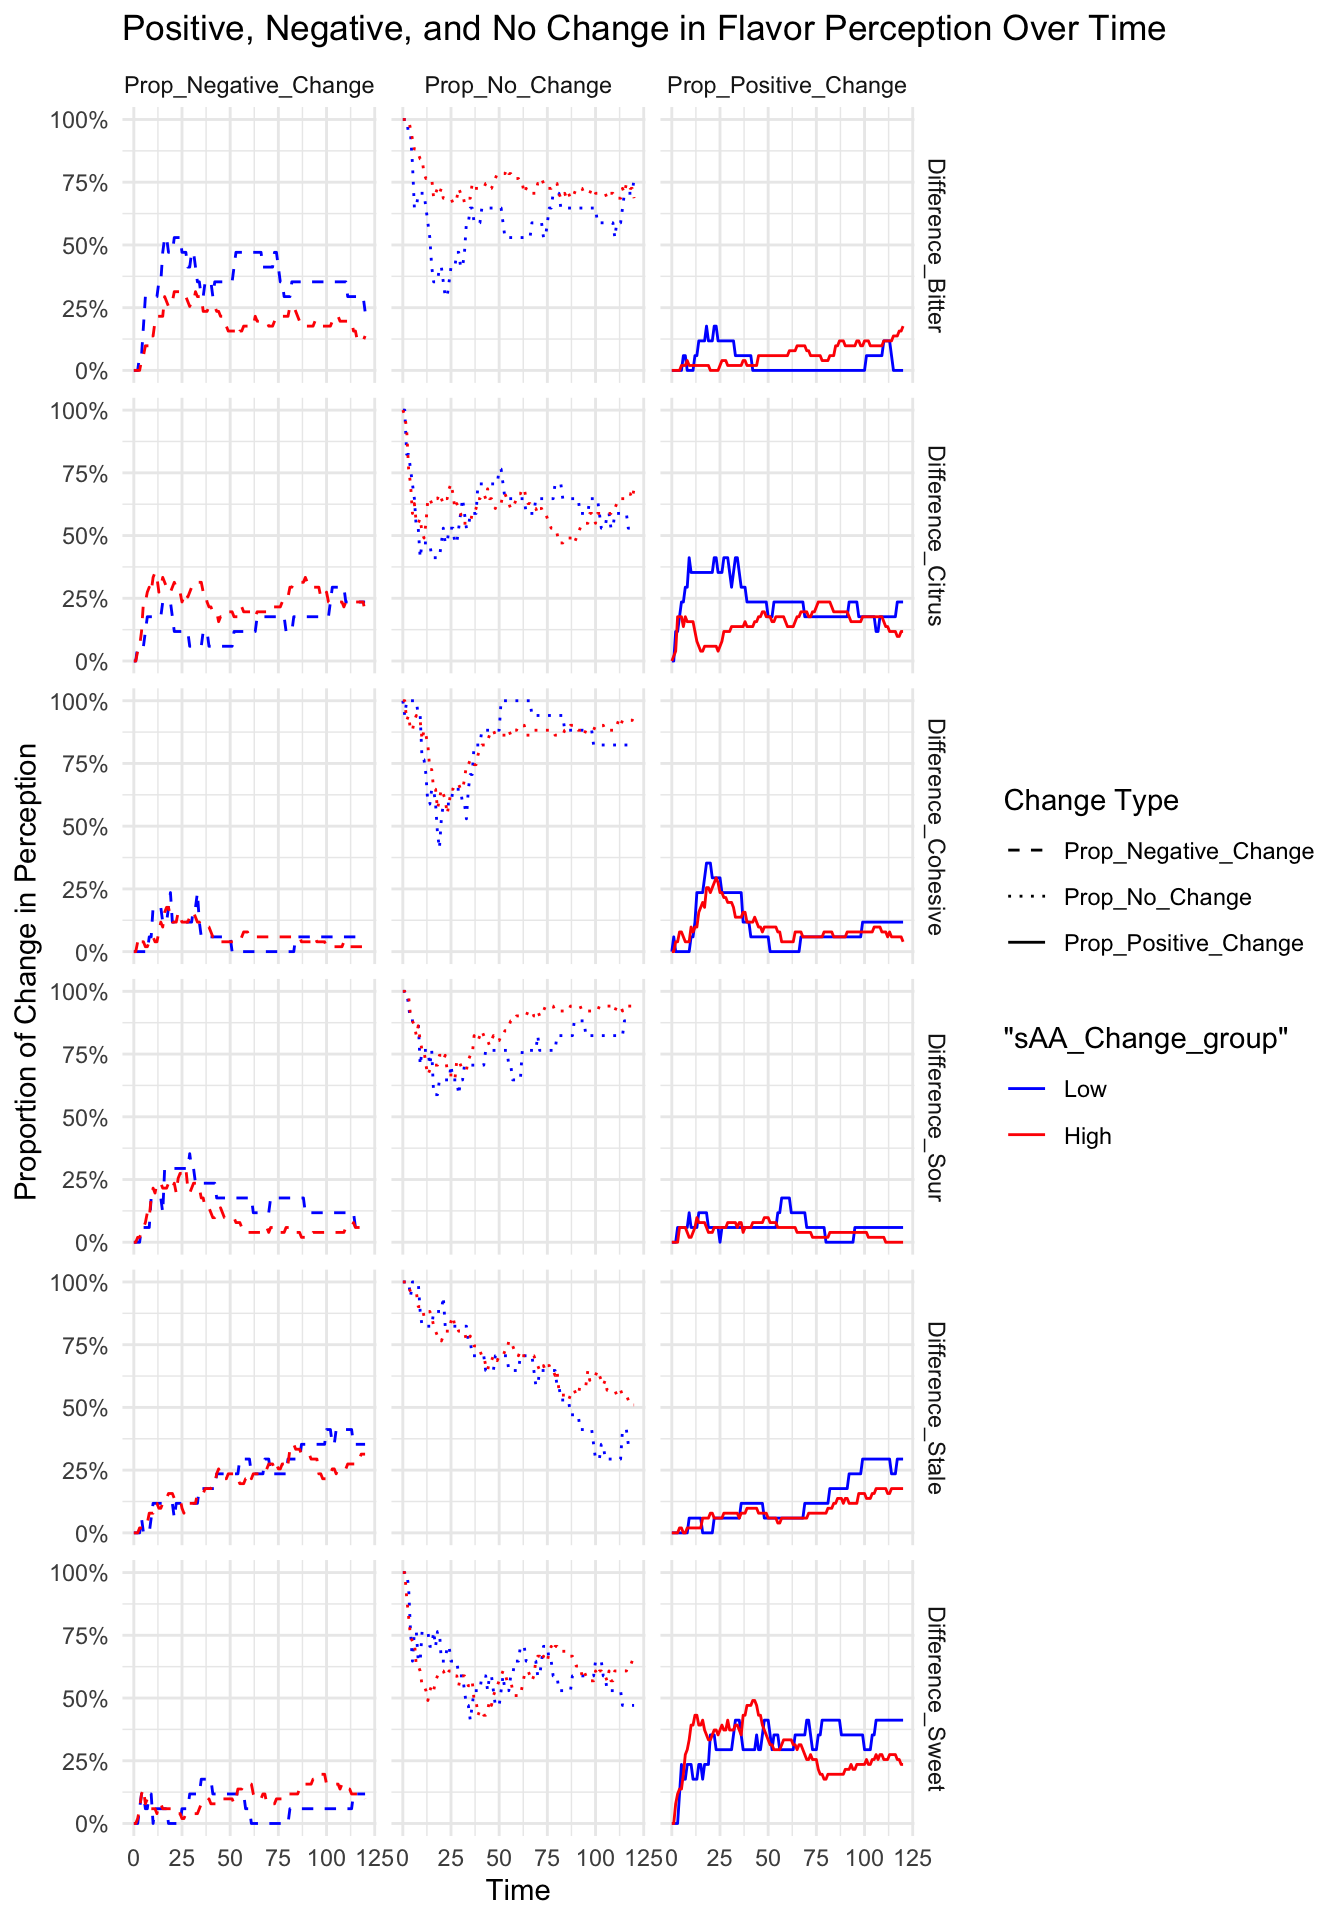 Positive, Negative, and No Change in Flavor Perception Over Time
Prop_Negative_Change Prop_No_Change Prop_Positive_Change
100%
75%
50%
25%
0%
Difference_Bitter
100%
75%
50%
25%
0%
Difference_Citrus
100%
75%
50%
25%
0%
Difference_Cohesive
100%
75%
50%
25%
0%
Difference_Sour
100%
75%
50%
25%
0%
Difference_Stale
100%
75%
50%
25%
0%
Difference_Sweet
0 25 50 75 100 125 0 25 50 75 100 125 0 25 50 75 100 125
Time
Proportion of Change in Perception
Change Type
Prop_Negative_Change
Prop_No_Change
Prop_Positive_Change
"sAA_Change_group"
Low
High